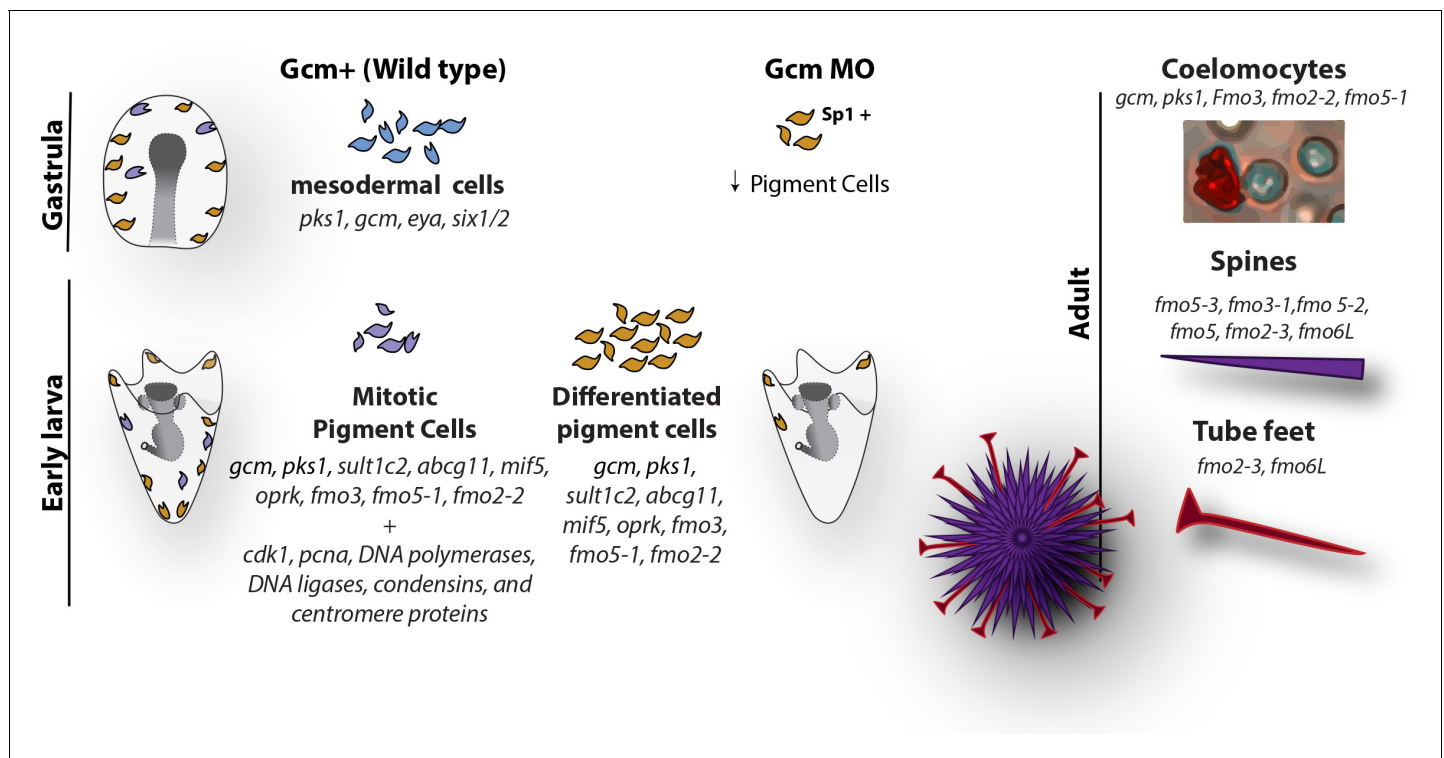 Gcm+ (Wild type)
Gcm MO
Gastrula
mesodermal cells
pks1, gcm, eya, six1/2
Sp1 +
↓ Pigment Cells
Early larva
Mitotic
Pigment Cells
gcm, pks1, sult1c2, abcg11, mif5,
oprk, fmo3, fmo5-1, fmo2-2
+
cdk1, pcna, DNA polymerases,
DNA ligases, condensins, and
centromere proteins
Differentiated
pigment cells
gcm, pks1,
sult1c2, abcg11,
mif5, oprk, fmo3,
fmo5-1, fmo2-2
Adult
Coelomocytes
gcm, pks1, Fmo3, fmo2-2, fmo5-1
Spines
fmo5-3, fmo3-1,fmo 5-2,
fmo5, fmo2-3, fmo6L
Tube feet
fmo2-3, fmo6L